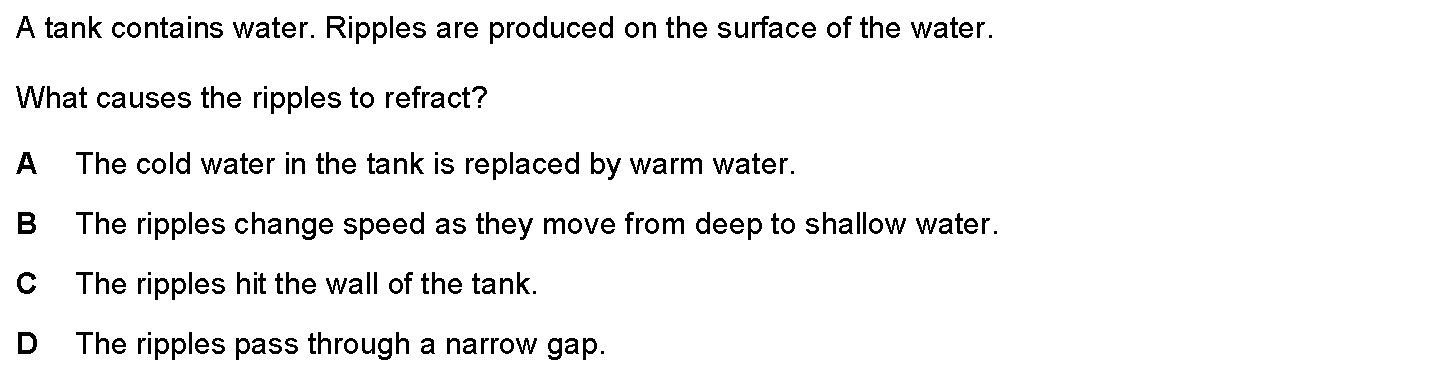 A tank contains water. Ripples are produced on the surface of the water.
What causes the ripples to refract?
A The cold water in the tank is replaced by warm water.
B The ripples change speed as they move from deep to shallow water.
C The ripples hit the wall of the tank.
D The ripples pass through a narrow gap.